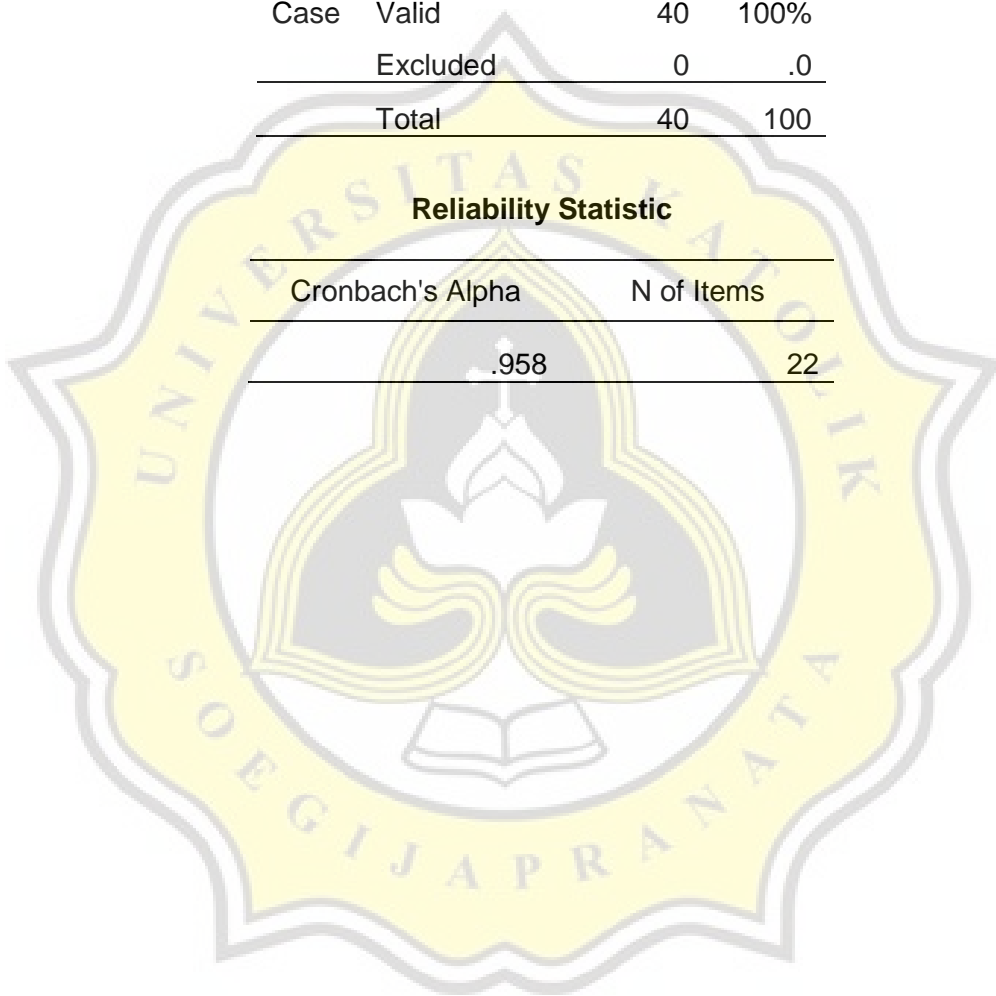 Case Valid 40 100%
Excluded 0 .0
Total 40 100
Reliability Statistic
Cronbach's Alpha N of Items
.958 22
UNIVERSITAS KATOLIK
SOEGIJAPRANATA